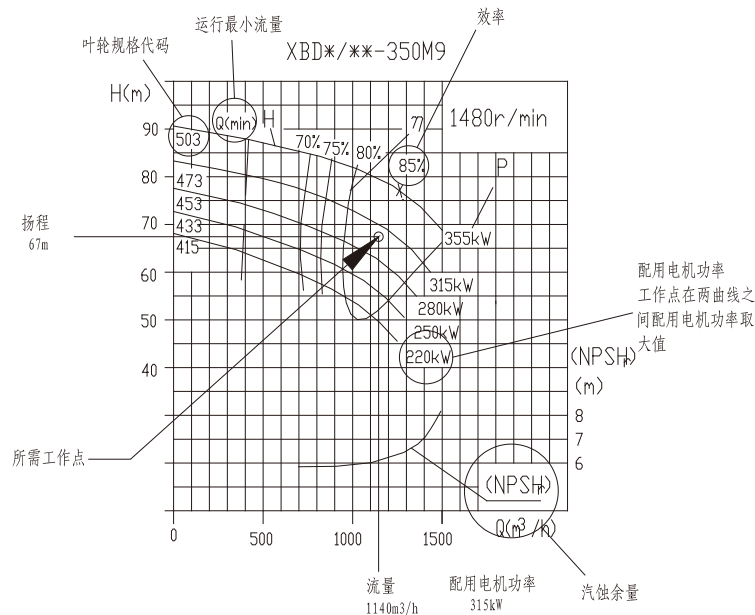 叶轮规格代码
运行最小流量
效率
XBD*/**-350M9
H(m)
1480r/min
90
80
70
60
50
40
503
473
453
433
415
Q(min)
H
70%
75%
80%
η
85%
P
355kW
315kW
280kW
250kW
220kW
扬程
67m
配用电机功率
工作点在两曲线之
间配用电机功率取
大值
(NPSH)r
(m)
8
7
6
所需工作点
(NPSH)r
Q(m³/h)
0
500
1000
1500
流量
1140m3/h
配用电机功率
315kW
汽蚀余量